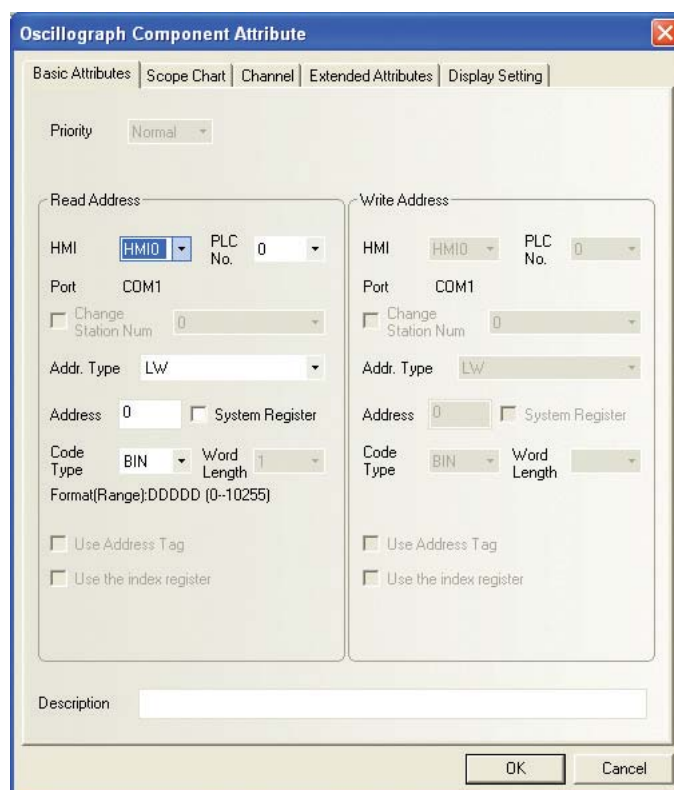 Oscillograph Component Attribute
Basic Attributes Scope Chart Channel Extended Attributes Display Setting
Priority Normal
Read Address
HMI HMI0 PLC No. 0
Port COM1
Change Station Num 0
Addr. Type LW
Address 0 System Register
Code Type BIN Word Length 1
Format(Range):DDDDD (0--10255)
Use Address Tag
Use the index register
Write Address
HMI HMI0 PLC No. 0
Port COM1
Change Station Num 0
Addr. Type LW
Address 0 System Register
Code Type BIN Word Length
Use Address Tag
Use the index register
Description
OK Cancel